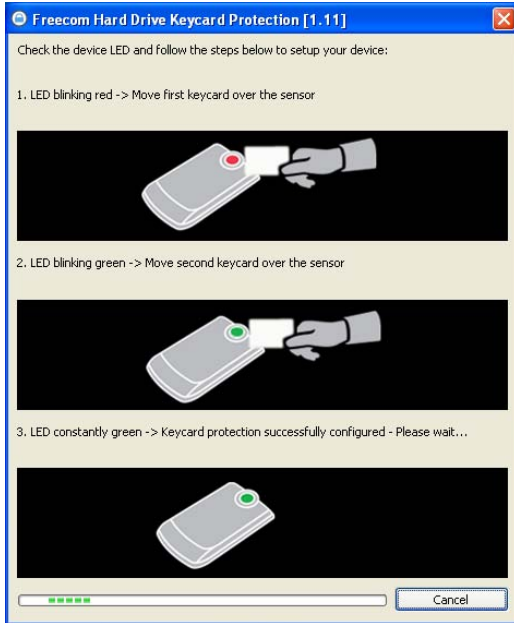 Freecom Hard Drive Keycard Protection [1.11]
Check the device LED and follow the steps below to setup your device:
1. LED blinking red -> Move first keycard over the sensor
2. LED blinking green -> Move second keycard over the sensor
3. LED constantly green -> Keycard protection successfully configured - Please wait...
Cancel